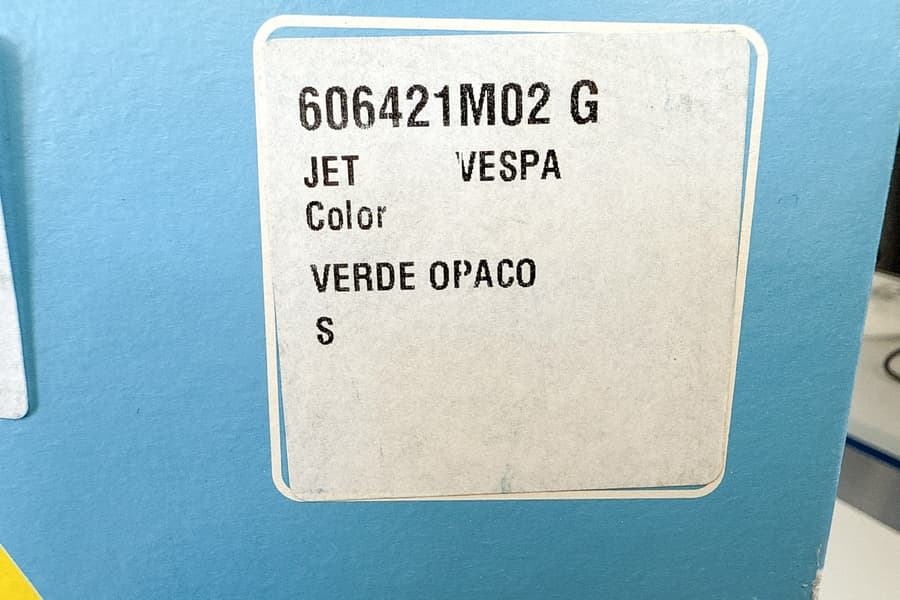 606421M02 G
JET VESPA
Color
VERDE OPACO
S